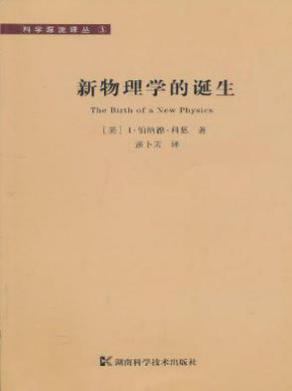 科学源流译丛 ③
新物理学的诞生
The Birth of a New Physics
[美] I·伯纳德·科恩 著
张卜天 译
湖南科学技术出版社